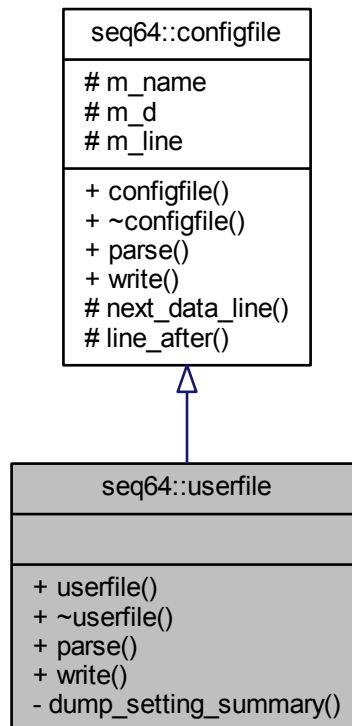 seq64::configfile
# m_name
# m_d
# m_line
+ configfile()
+ ~configfile()
+ parse()
+ write()
# next_data_line()
# line_after()
seq64::userfile
+ userfile()
+ ~userfile()
+ parse()
+ write()
- dump_setting_summary()